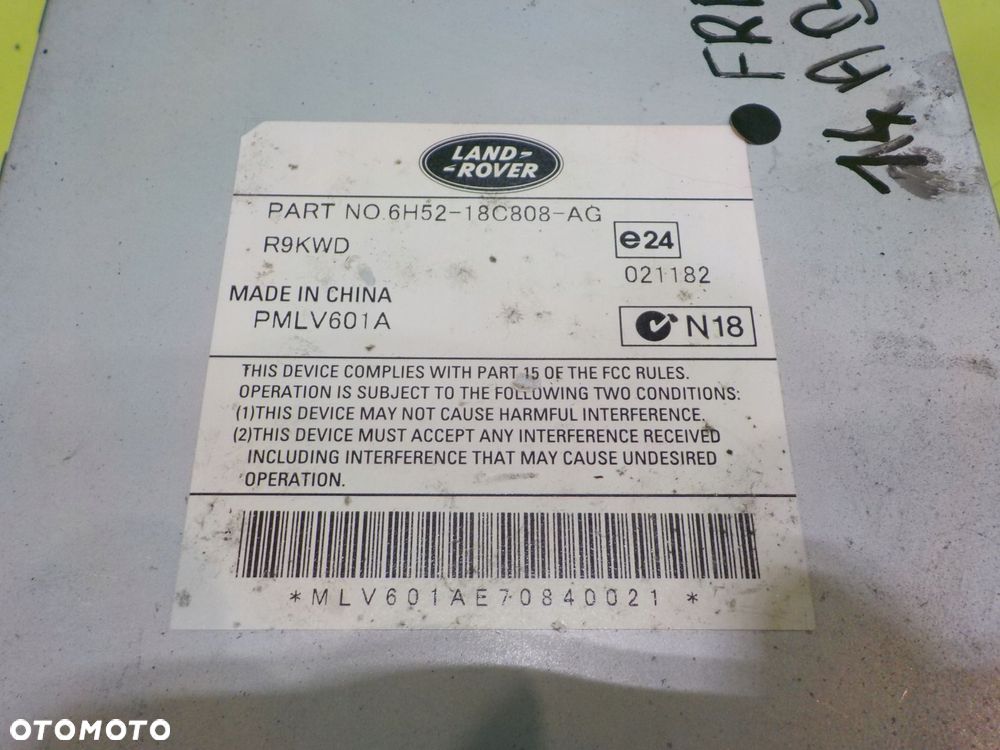 FR
14 A
LAND-
-ROVER
PART NO.6H52-18C808-AG
R9KWD
e24
021182
MADE IN CHINA
PMLV601A
N18
THIS DEVICE COMPLIES WITH PART 15 OF THE FCC RULES.
OPERATION IS SUBJECT TO THE FOLLOWING TWO CONDITIONS:
(1)THIS DEVICE MAY NOT CAUSE HARMFUL INTERFERENCE.
(2)THIS DEVICE MUST ACCEPT ANY INTERFERENCE RECEIVED
INCLUDING INTERFERENCE THAT MAY CAUSE UNDESIRED
OPERATION.
*MLV601AE70840021*
OTOMOTO